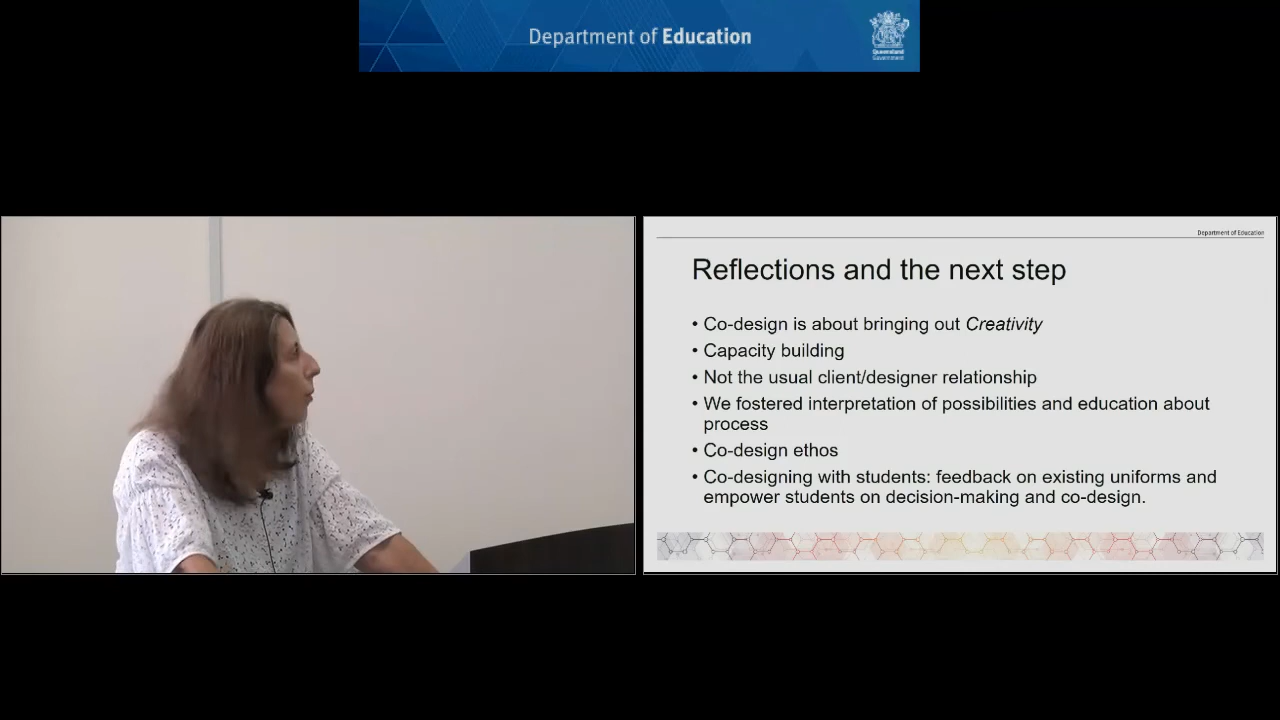 Department of Education
Queensland
Government
Department of Education
Reflections and the next step
• Co-design is about bringing out Creativity
• Capacity building
• Not the usual client/designer relationship
• We fostered interpretation of possibilities and education about
process
• Co-design ethos
• Co-designing with students: feedback on existing uniforms and
empower students on decision-making and co-design.